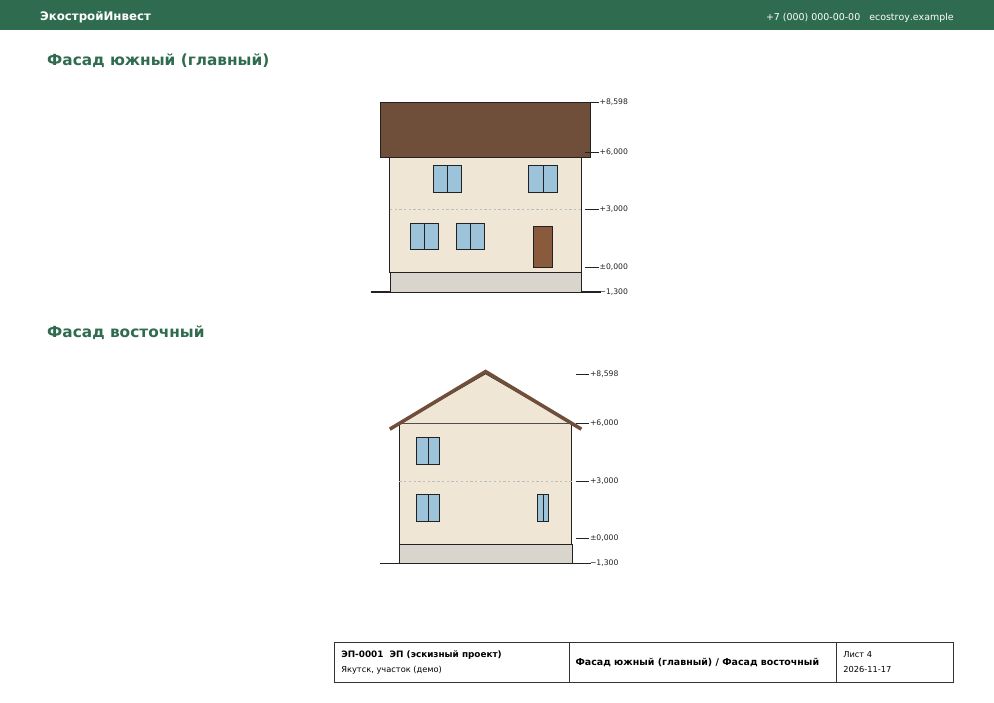 ЭкостройИнвест
+7 (000) 000-00-00 ecostroy.example
Фасад южный (главный)
+8,598
+6,000
+3,000
±0,000
−1,300
Фасад восточный
+8,598
+6,000
+3,000
±0,000
−1,300
ЭП-0001 ЭП (эскизный проект)
Якутск, участок (демо)
Фасад южный (главный) / Фасад восточный
Лист 4
2026-11-17